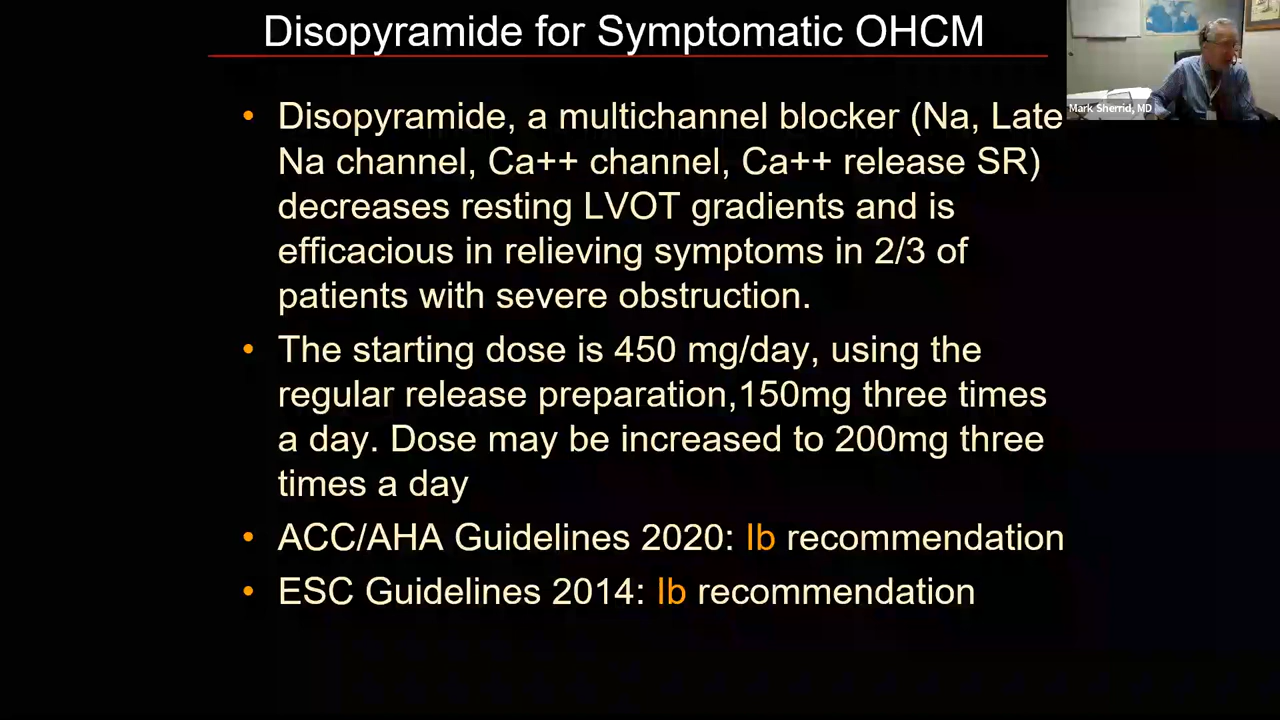 Disopyramide for Symptomatic OHCM
Mark Sherrid, MD
• Disopyramide, a multichannel blocker (Na, Late
Na channel, Ca++ channel, Ca++ release SR)
decreases resting LVOT gradients and is
efficacious in relieving symptoms in 2/3 of
patients with severe obstruction.
• The starting dose is 450 mg/day, using the
regular release preparation,150mg three times
a day. Dose may be increased to 200mg three
times a day
• ACC/AHA Guidelines 2020: Ib recommendation
• ESC Guidelines 2014: Ib recommendation